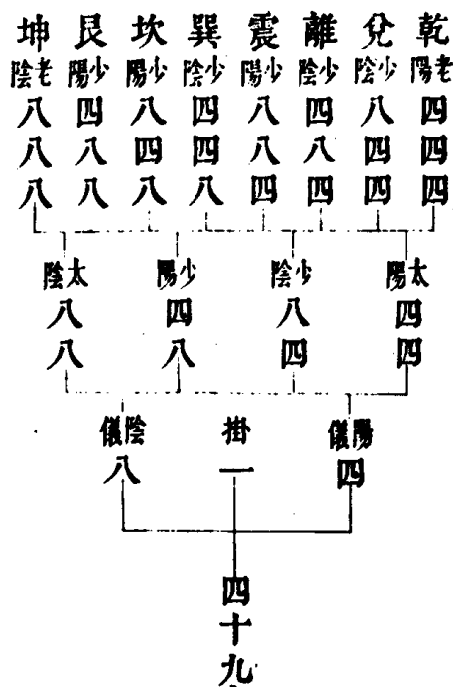 乾 兌 離 震 巽 坎 艮 坤
老陽 少陰 少陰 少陽 少陰 少陽 少陽 老陰
四 八 四 八 四 八 四 八
四 四 八 八 四 四 八 八
四 四 四 四 八 八 八 八
太陽 少陰 少陽 太陰
四 八 四 八
四 四 八 八
陽儀 掛 陰儀
四 一 八
四十九